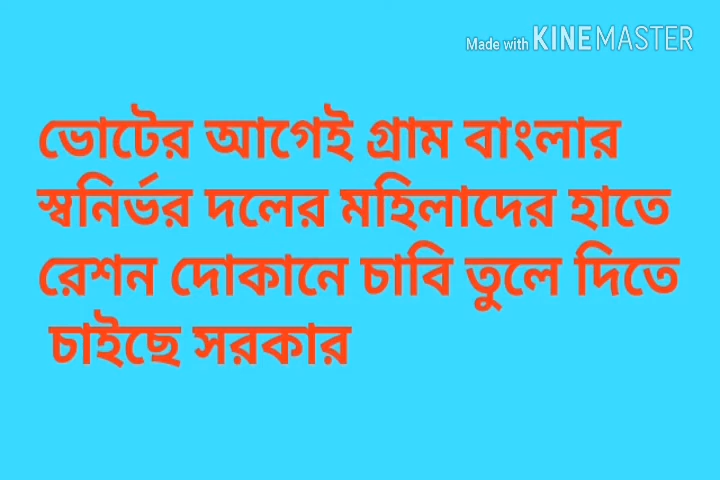 Made with KINEMASTER
ভোটের আগেই গ্রাম বাংলার
স্বনির্ভর দলের মহিলাদের হাতে
রেশন দোকানে চাবি তুলে দিতে
চাইছে সরকার